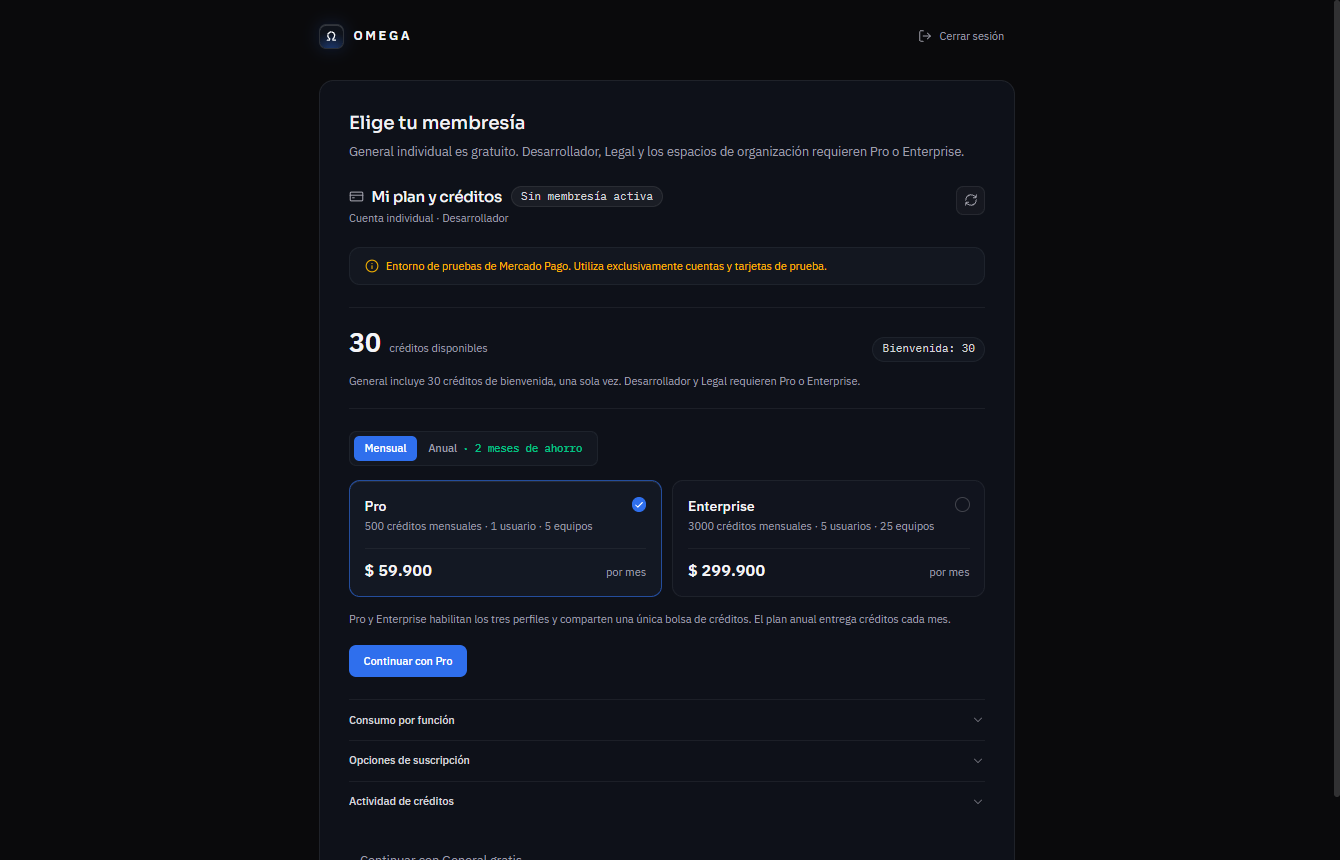 Ω OMEGA
Cerrar sesión
Elige tu membresía
General individual es gratuito. Desarrollador, Legal y los espacios de organización requieren Pro o Enterprise.
Mi plan y créditos Sin membresía activa
Cuenta individual · Desarrollador
Entorno de pruebas de Mercado Pago. Utiliza exclusivamente cuentas y tarjetas de prueba.
30 créditos disponibles
Bienvenida: 30
General incluye 30 créditos de bienvenida, una sola vez. Desarrollador y Legal requieren Pro o Enterprise.
Mensual Anual · 2 meses de ahorro
Pro
500 créditos mensuales · 1 usuario · 5 equipos
$ 59.900 por mes
Enterprise
3000 créditos mensuales · 5 usuarios · 25 equipos
$ 299.900 por mes
Pro y Enterprise habilitan los tres perfiles y comparten una única bolsa de créditos. El plan anual entrega créditos cada mes.
Continuar con Pro
Consumo por función
Opciones de suscripción
Actividad de créditos
Continuar con General gratis